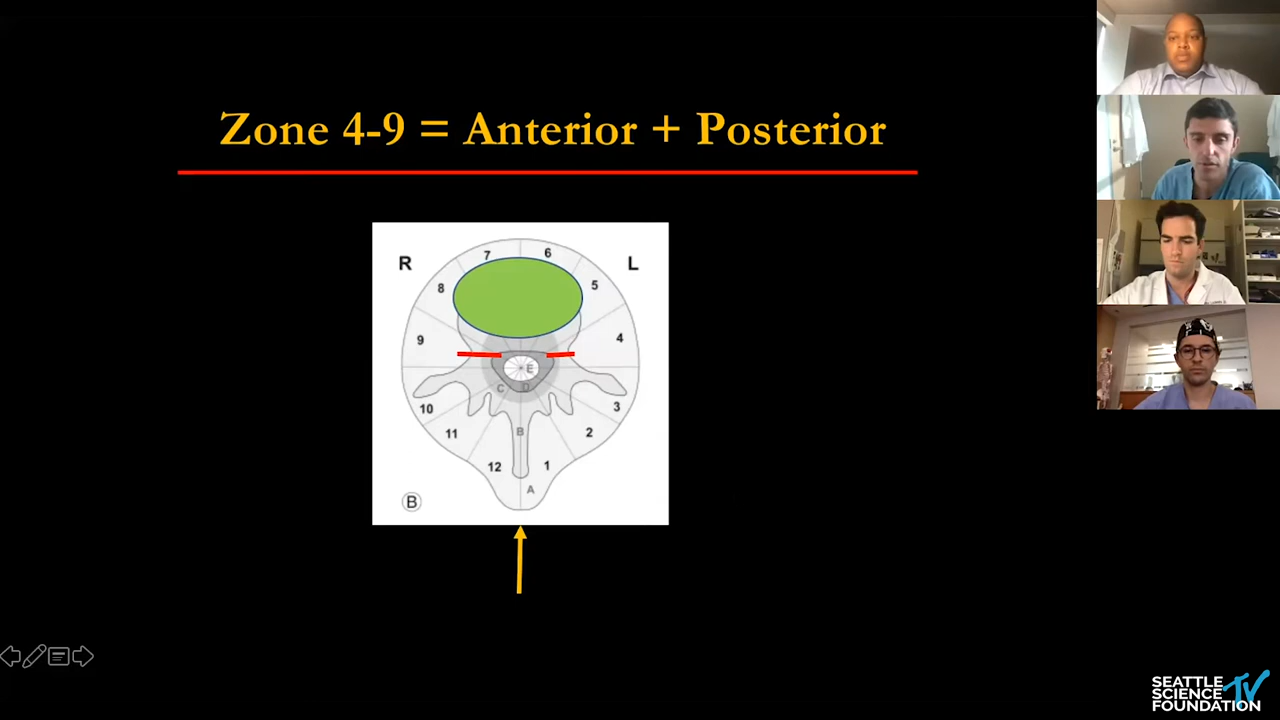 Zone 4-9 = Anterior + Posterior
R
7
6
L
8
5
9
4
E
C
D
10
3
11
B
2
12
1
A
B
SEATTLE
SCIENCE TV
FOUNDATION